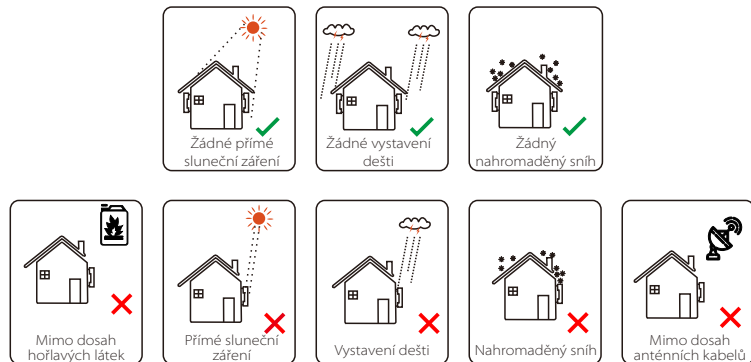 Žádné přímé
sluneční záření
Žádné vystavení
dešti
Žádný
nahromaděný sníh
Mimo dosah
hořlavých látek
Přímé sluneční
záření
Vystavení dešti
Nahromaděný sníh
Mimo dosah
anténních kabelů